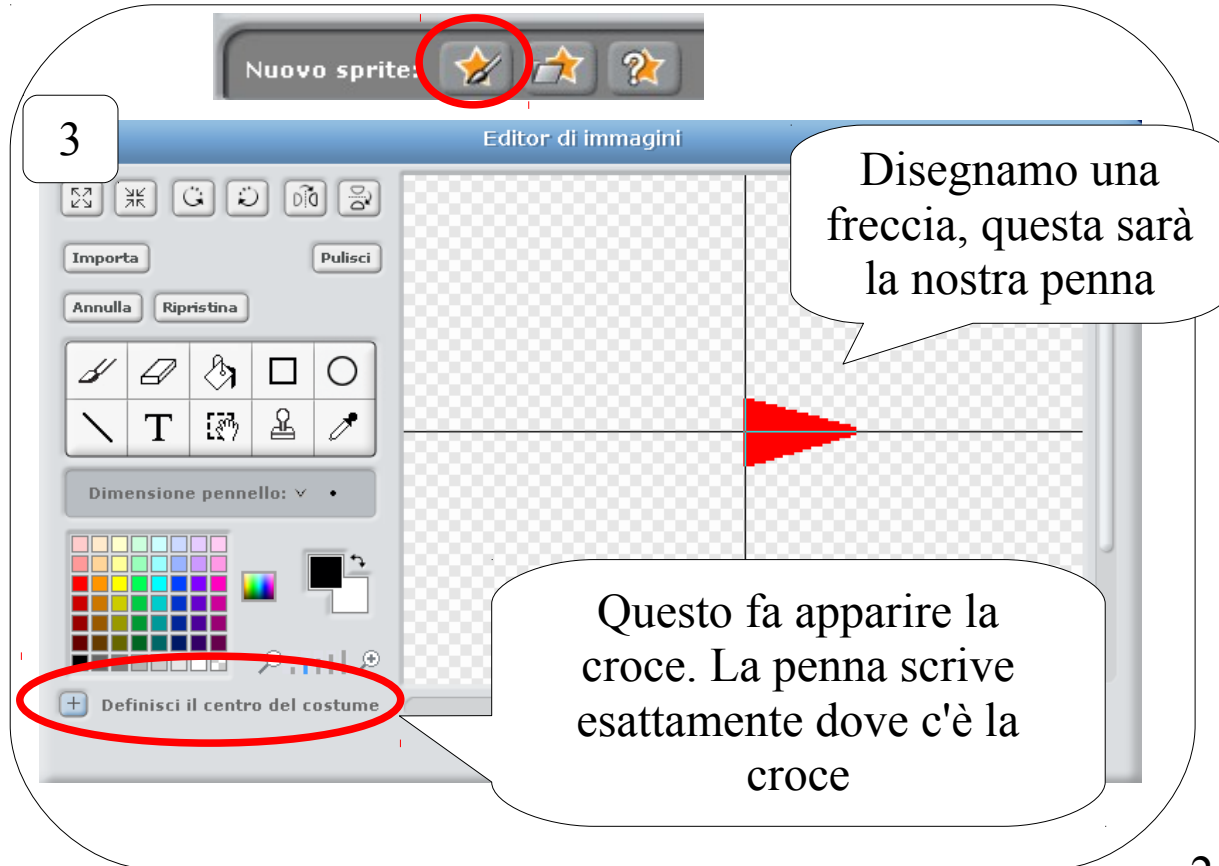 Nuovo sprite:
3
Editor di immagini
Disegnamo una
freccia, questa sarà
la nostra penna
Importa
Pulisci
Annulla
Ripristina
T
Dimensione pennello:
Questo fa apparire la
croce. La penna scrive
esattamente dove c'è la
croce
Definisci il centro del costume